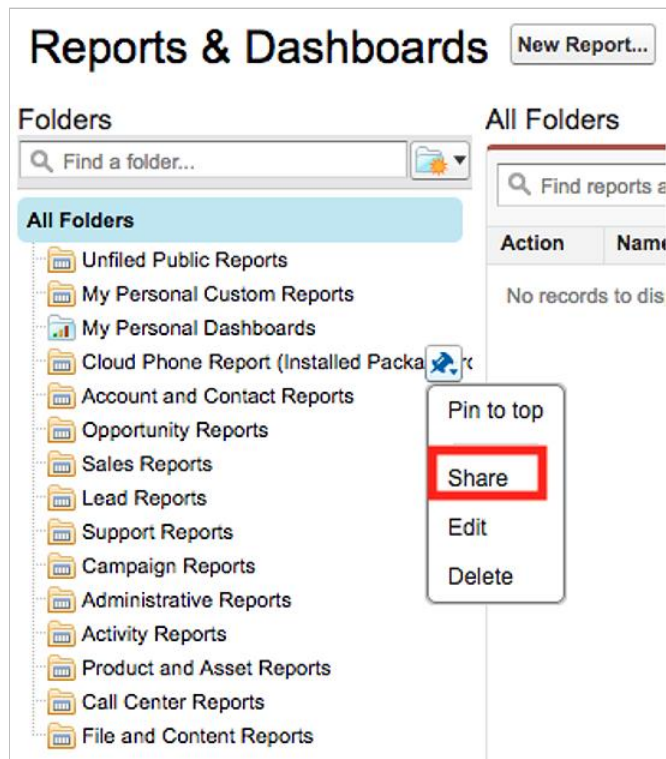 Reports & Dashboards
New Report...
Folders
Find a folder...
All Folders
Unfiled Public Reports
My Personal Custom Reports
My Personal Dashboards
Cloud Phone Report (Installed Packa
Account and Contact Reports
Opportunity Reports
Sales Reports
Lead Reports
Support Reports
Campaign Reports
Administrative Reports
Activity Reports
Product and Asset Reports
Call Center Reports
File and Content Reports
Pin to top
Share
Edit
Delete
All Folders
Find reports a
Action Name
No records to dis